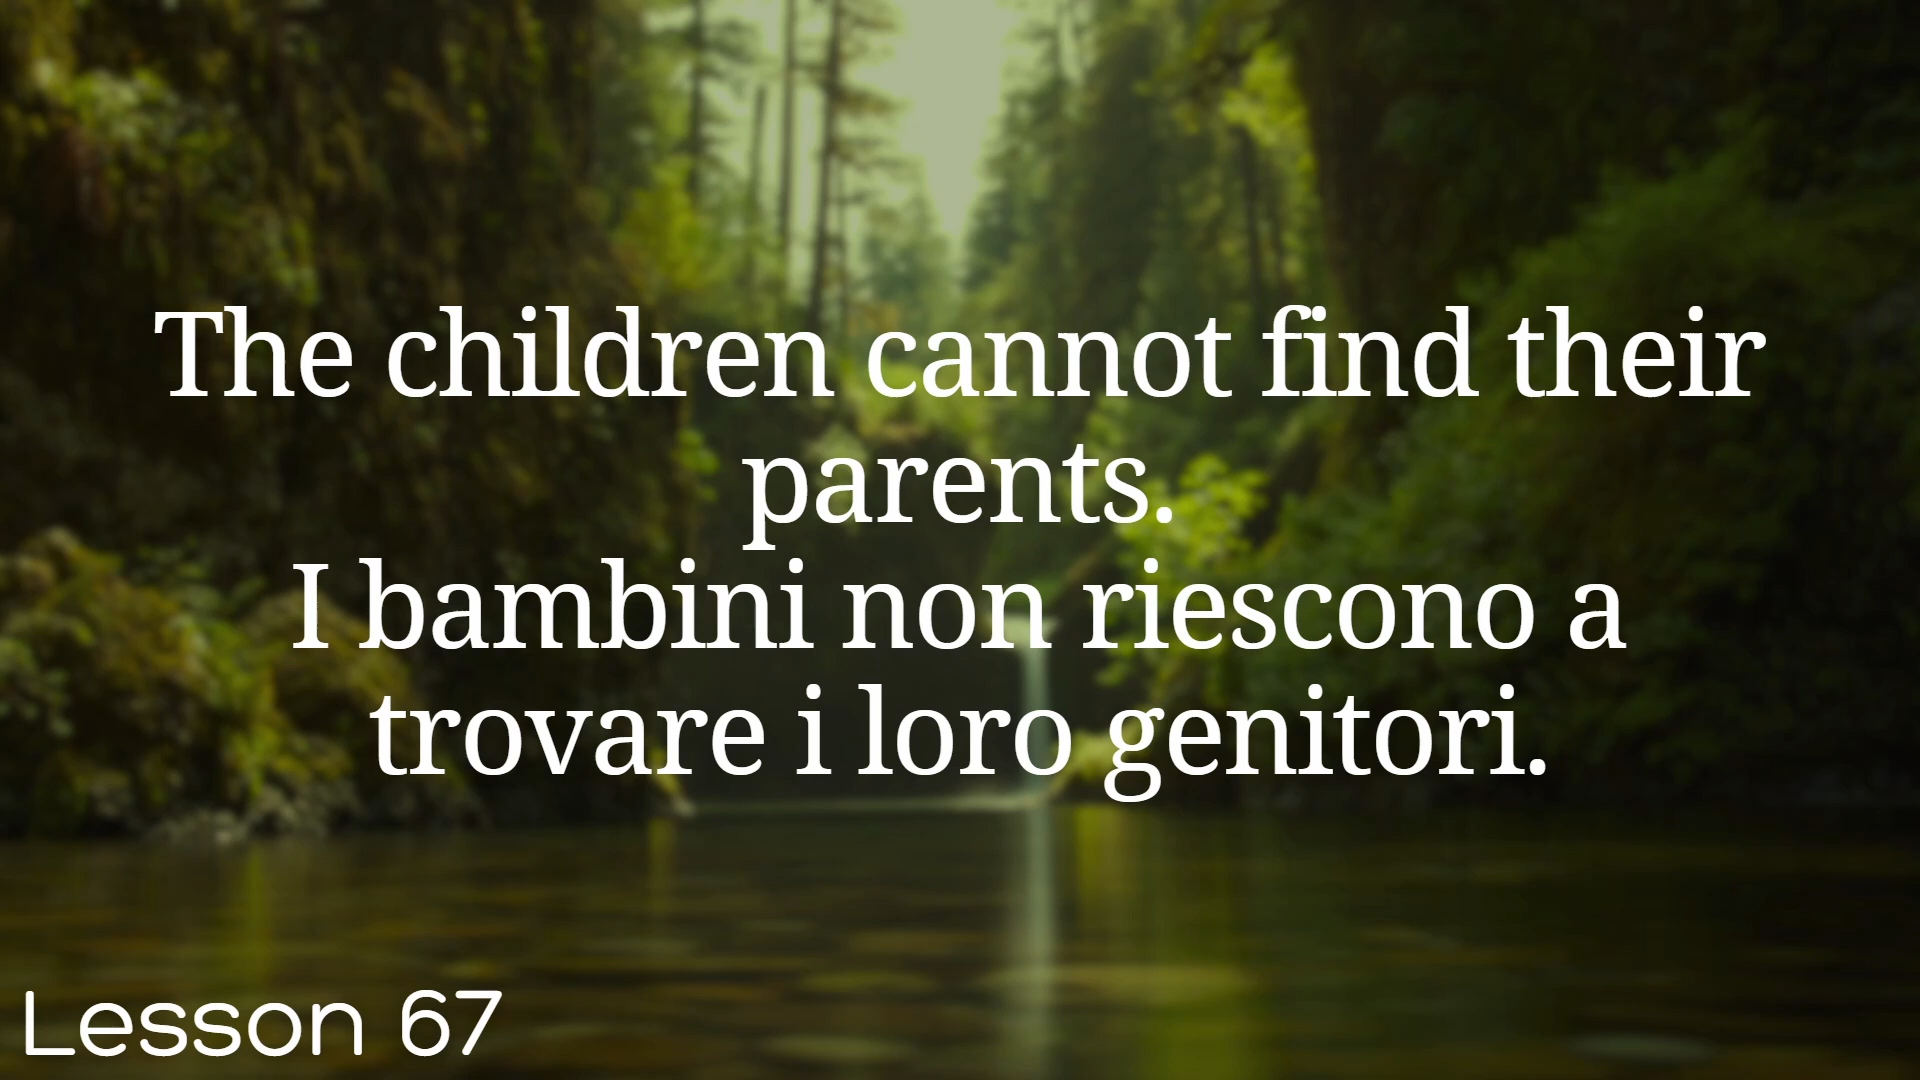 The children cannot find their
parents.
I bambini non riescono a
trovare i loro genitori.
Lesson 67